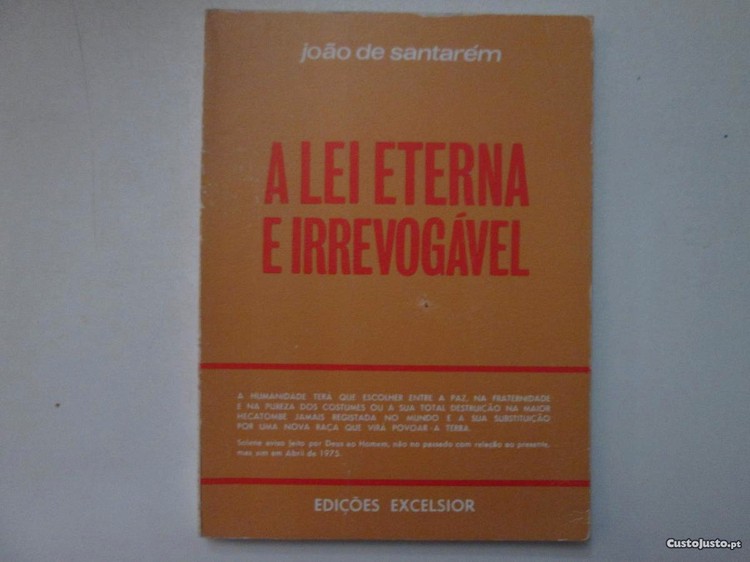 joão de santarém
A LEI ETERNA
E IRREVOGÁVEL
A HUMANIDADE TERÁ QUE ESCOLHER ENTRE A PAZ, NA FRATERNIDADE
E NA PUREZA DOS COSTUMES OU A SUA TOTAL DESTRUIÇÃO NA MAIOR
HECATOMBE JAMAIS REGISTADA NO MUNDO E A SUA SUBSTITUIÇÃO
POR UMA NOVA RAÇA QUE VIRÁ POVOAR A TERRA.
Solene aviso feito por Deus ao Homem, não no passado com relação ao presente,
mas sim em Abril de 1975.
EDIÇÕES EXCELSIOR
CustoJusto.pt